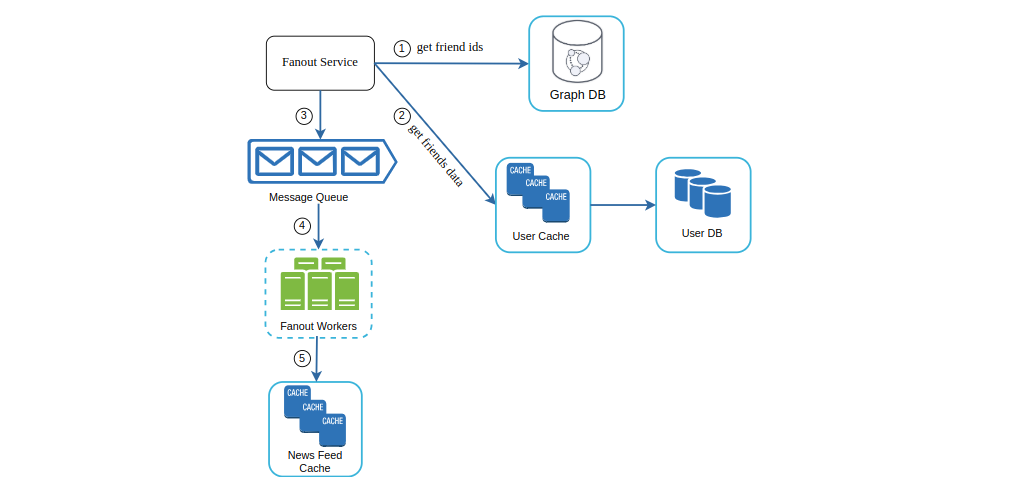 Fanout Service
1 get friend ids
Graph DB
2 get friends data
3
Message Queue
CACHE
CACHE
CACHE
User Cache
User DB
4
Fanout Workers
5
CACHE
CACHE
CACHE
News Feed
Cache